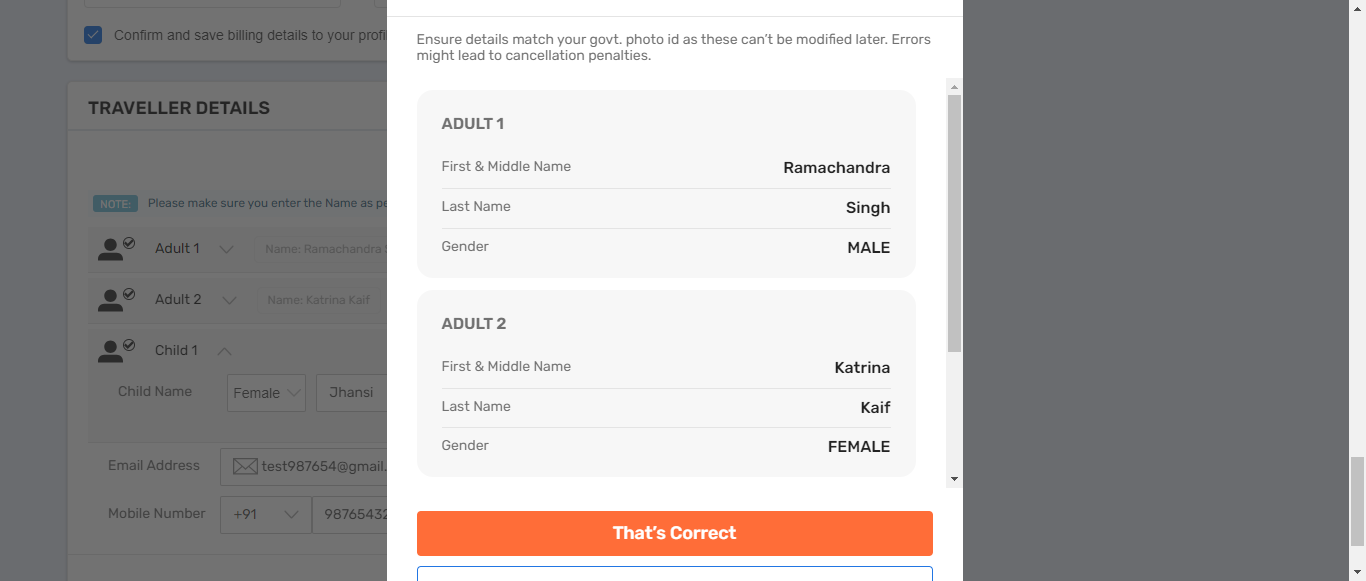 Confirm and save billing details to your profil
TRAVELLER DETAILS
NOTE: Please make sure you enter the Name as pe
Adult 1 Name: Ramachandra S
Adult 2 Name: Katrina Kaif
Child 1
Child Name Female Jhansi
Email Address test987654@gmail.
Mobile Number +91 98765432
Ensure details match your govt. photo id as these can’t be modified later. Errors
might lead to cancellation penalties.
ADULT 1
First & Middle Name Ramachandra
Last Name Singh
Gender MALE
ADULT 2
First & Middle Name Katrina
Last Name Kaif
Gender FEMALE
That’s Correct